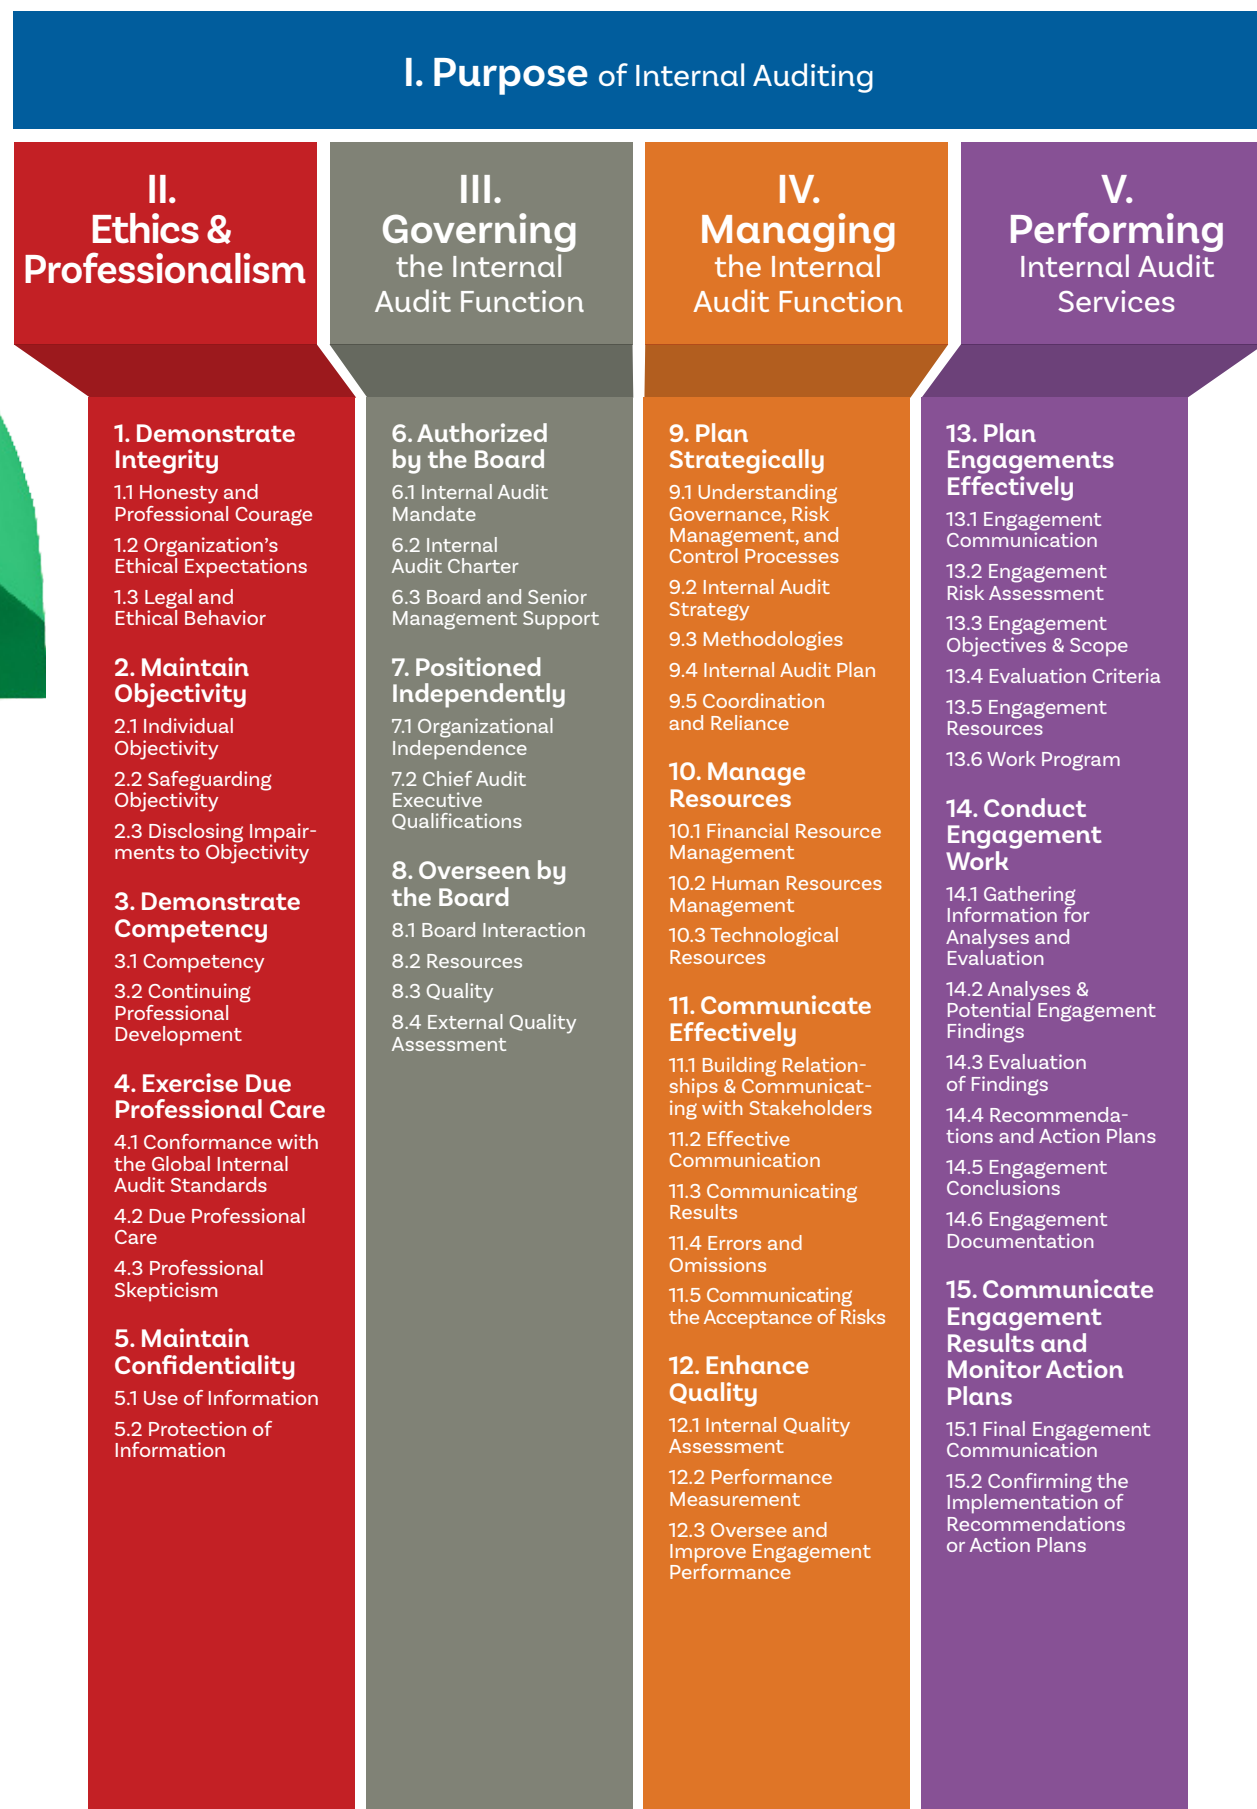 I. Purpose of Internal Auditing
II.
Ethics &
Professionalism
III.
Governing
the Internal
Audit Function
IV.
Managing
the Internal
Audit Function
V.
Performing
Internal Audit
Services
1. Demonstrate
Integrity
1.1 Honesty and
Professional Courage
1.2 Organization’s
Ethical Expectations
1.3 Legal and
Ethical Behavior
2. Maintain
Objectivity
2.1 Individual
Objectivity
2.2 Safeguarding
Objectivity
2.3 Disclosing Impair-
ments to Objectivity
3. Demonstrate
Competency
3.1 Competency
3.2 Continuing
Professional
Development
4. Exercise Due
Professional Care
4.1 Conformance with
the Global Internal
Audit Standards
4.2 Due Professional
Care
4.3 Professional
Skepticism
5. Maintain
Confidentiality
5.1 Use of Information
5.2 Protection of
Information
6. Authorized
by the Board
6.1 Internal Audit
Mandate
6.2 Internal
Audit Charter
6.3 Board and Senior
Management Support
7. Positioned
Independently
7.1 Organizational
Independence
7.2 Chief Audit
Executive
Qualifications
8. Overseen by
the Board
8.1 Board Interaction
8.2 Resources
8.3 Quality
8.4 External Quality
Assessment
9. Plan
Strategically
9.1 Understanding
Governance, Risk
Management, and
Control Processes
9.2 Internal Audit
Strategy
9.3 Methodologies
9.4 Internal Audit Plan
9.5 Coordination
and Reliance
10. Manage
Resources
10.1 Financial Resource
Management
10.2 Human Resources
Management
10.3 Technological
Resources
11. Communicate
Effectively
11.1 Building Relation-
ships & Communicat-
ing with Stakeholders
11.2 Effective
Communication
11.3 Communicating
Results
11.4 Errors and
Omissions
11.5 Communicating
the Acceptance of Risks
12. Enhance
Quality
12.1 Internal Quality
Assessment
12.2 Performance
Measurement
12.3 Oversee and
Improve Engagement
Performance
13. Plan
Engagements
Effectively
13.1 Engagement
Communication
13.2 Engagement
Risk Assessment
13.3 Engagement
Objectives & Scope
13.4 Evaluation Criteria
13.5 Engagement
Resources
13.6 Work Program
14. Conduct
Engagement
Work
14.1 Gathering
Information for
Analyses and
Evaluation
14.2 Analyses &
Potential Engagement
Findings
14.3 Evaluation
of Findings
14.4 Recommenda-
tions and Action Plans
14.5 Engagement
Conclusions
14.6 Engagement
Documentation
15. Communicate
Engagement
Results and
Monitor Action
Plans
15.1 Final Engagement
Communication
15.2 Confirming the
Implementation of
Recommendations
or Action Plans